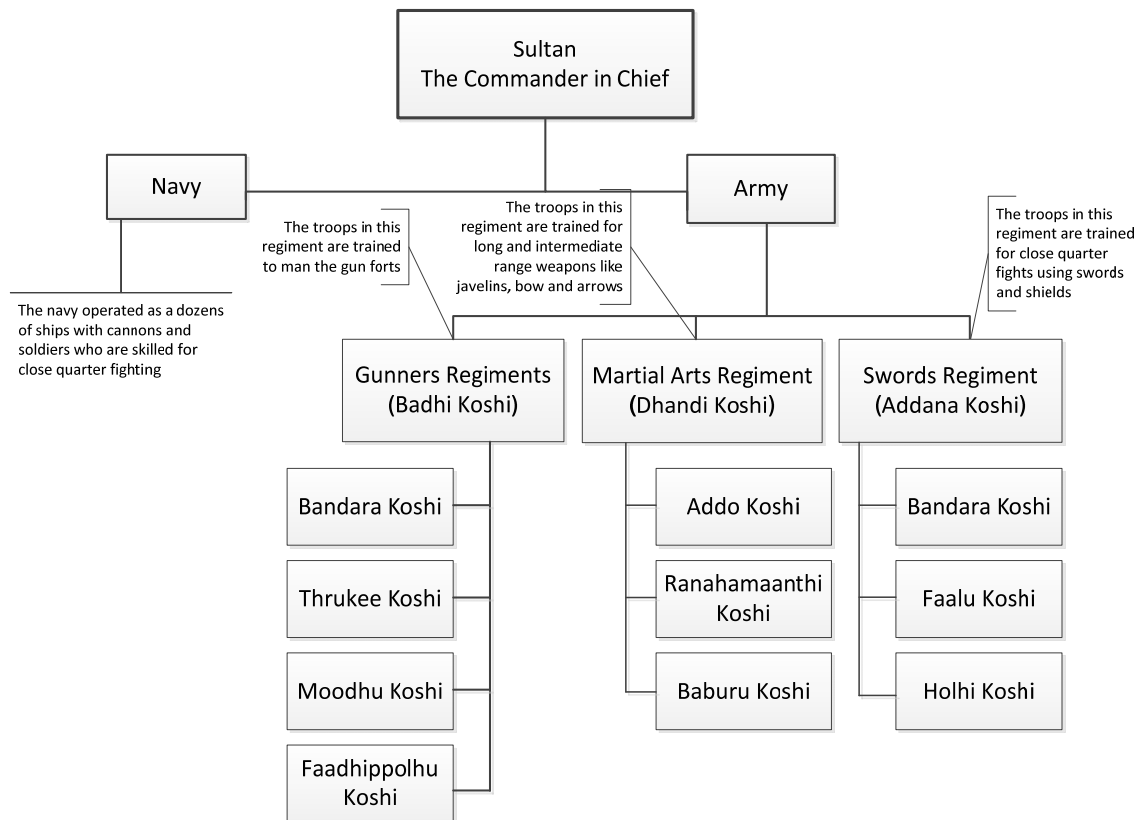 Sultan
The Commander in Chief
Navy
Army
The troops in this
regiment are trained
to man the gun forts
The troops in this
regiment are trained for
long and intermediate
range weapons like
javelins, bow and arrows
The troops in this
regiment are trained
for close quarter
fights using swords
and shields
The navy operated as a dozens
of ships with cannons and
soldiers who are skilled for
close quarter fighting
Gunners Regiments
(Badhi Koshi)
Martial Arts Regiment
(Dhandi Koshi)
Swords Regiment
(Addana Koshi)
Bandara Koshi
Thrukee Koshi
Moodhu Koshi
Faadhippolhu
Koshi
Addo Koshi
Ranahamaanthi
Koshi
Baburu Koshi
Bandara Koshi
Faalu Koshi
Holhi Koshi